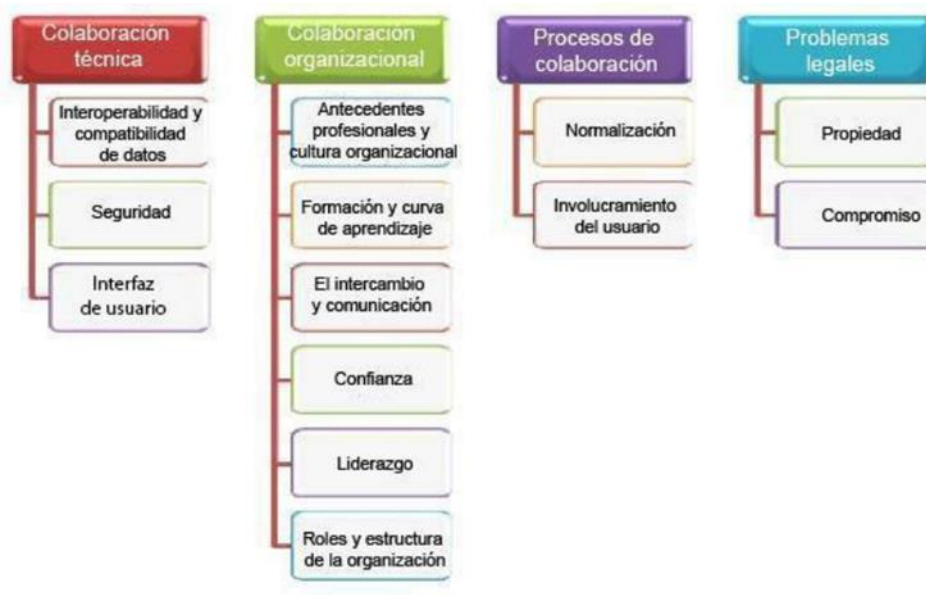 Colaboración
técnica
Interoperabilidad y
compatibilidad
de datos
Seguridad
Interfaz
de usuario
Colaboración
organizacional
Antecedentes
profesionales y
cultura organizacional
Formación y curva
de aprendizaje
El intercambio
y comunicación
Confianza
Liderazgo
Roles y estructura
de la organización
Procesos de
colaboración
Normalización
Involucramiento
del usuario
Problemas
legales
Propiedad
Compromiso